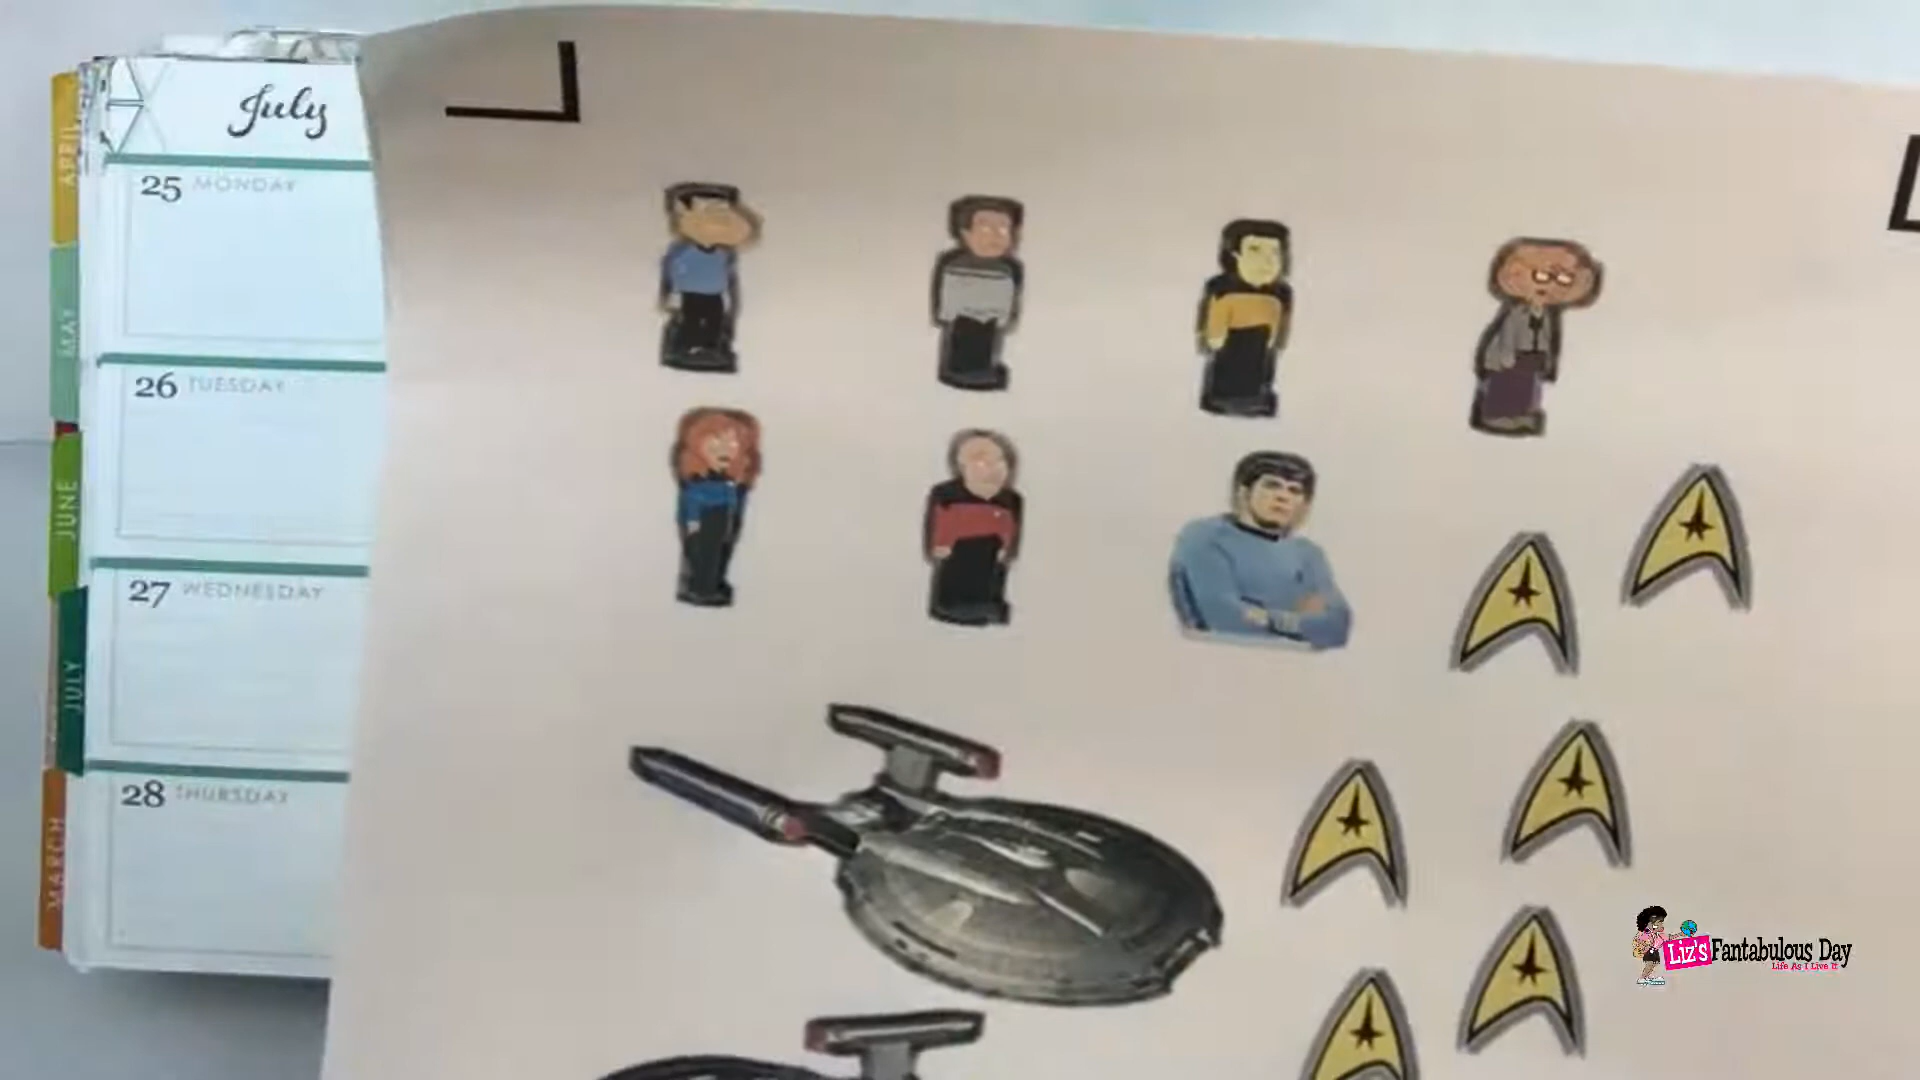 July
25 MONDAY
26 TUESDAY
27 WEDNESDAY
28 THURSDAY
APRIL
MAY
JUNE
JULY
MARCH
Liz's Fantabulous Day
Life As I Live It